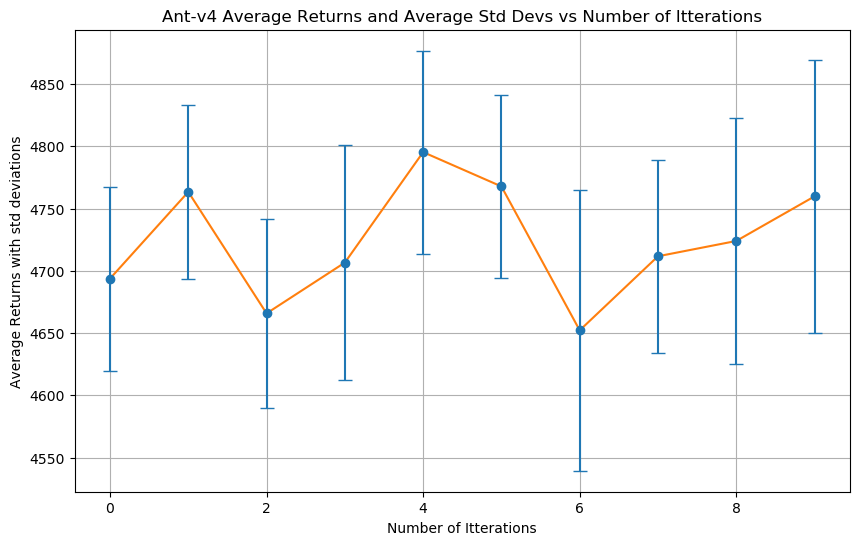 Ant-v4 Average Returns and Average Std Devs vs Number of Itterations
Average Returns with std deviations
4850
4800
4750
4700
4650
4600
4550
0 2 4 6 8
Number of Itterations